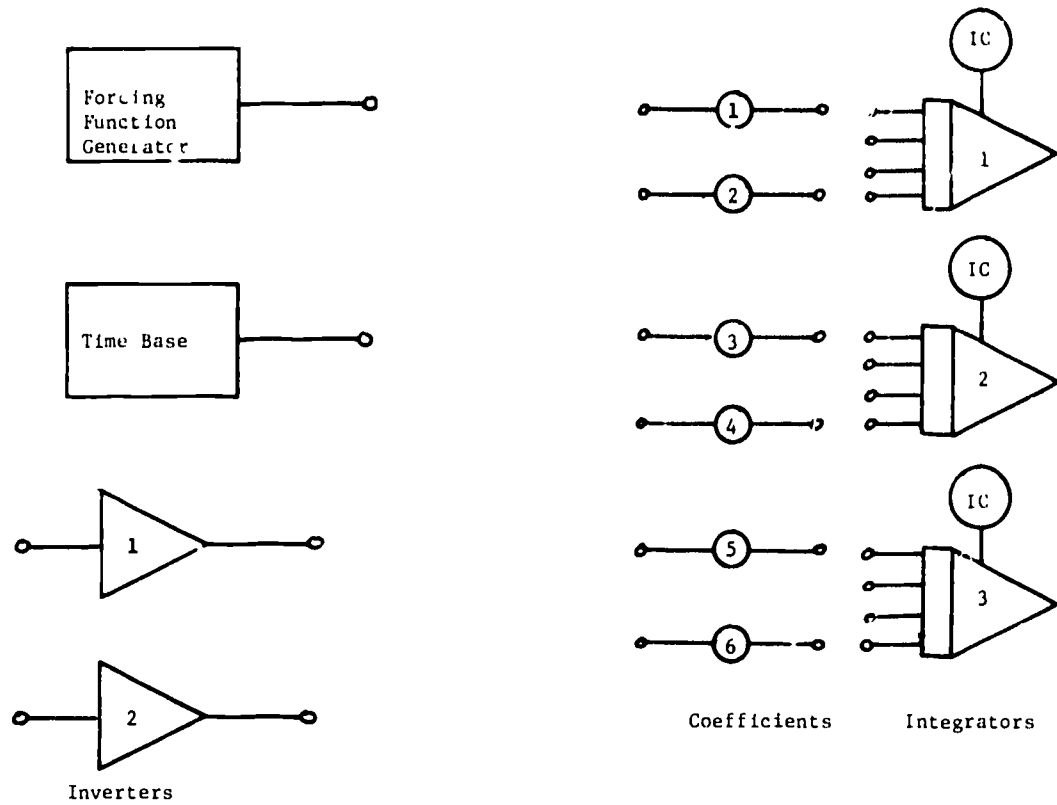 Forcing
Function
Generator
Time Base
1
2
Inverters
IC
1
2
1
IC
3
4
2
IC
5
6
3
Coefficients Integrators